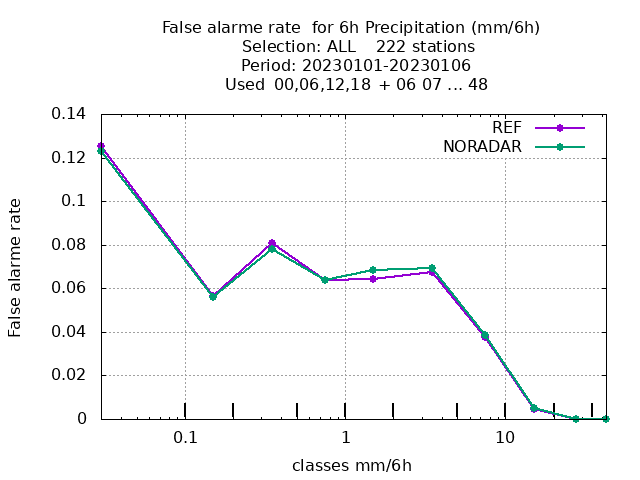 False alarme rate  for 6h Precipitation (mm/6h)
Selection: ALL    222 stations
Period: 20230101-20230106
Used  00,06,12,18  + 06 07 ... 48
REF
NORADAR
0.14
0.12
0.1
0.08
0.06
0.04
0.02
0
False alarme rate
0.1
1
10
classes mm/6h